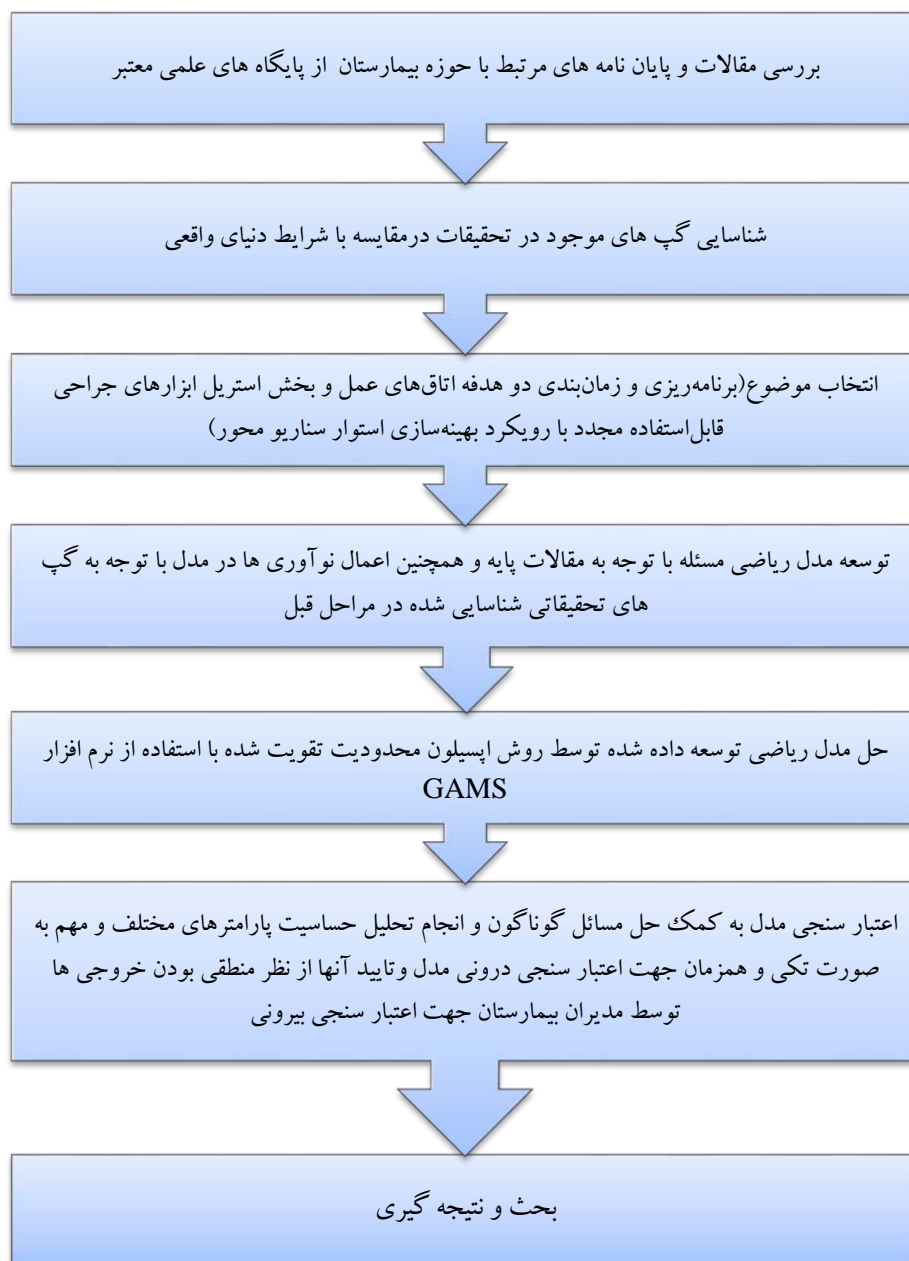 بررسی مقالات و پایان نامه های مرتبط با حوزه بیمارستان از پایگاه های علمی معتبر
شناسایی گپ های موجود در تحقیقات درمقایسه با شرایط دنیای واقعی
انتخاب موضوع(برنامه‌ریزی و زمان‌بندی دو هدفه اتاق‌های عمل و بخش استریل ابزارهای جراحی
قابل‌استفاده مجدد با رویکرد بهینه‌سازی استوار سناریو محور)
توسعه مدل ریاضی مسئله با توجه به مقالات پایه و همچنین اعمال نوآوری ها در مدل با توجه به گپ
های تحقیقاتی شناسایی شده در مراحل قبل
حل مدل ریاضی توسعه داده شده توسط روش اپسیلون محدودیت تقویت شده با استفاده از نرم افزار
GAMS
اعتبار سنجی مدل به کمک حل مسائل گوناگون و انجام تحلیل حساسیت پارامترهای مختلف و مهم به
صورت تکی و همزمان جهت اعتبار سنجی درونی مدل وتایید آنها از نظر منطقی بودن خروجی ها
توسط مدیران بیمارستان جهت اعتبار سنجی بیرونی
بحث و نتیجه گیری